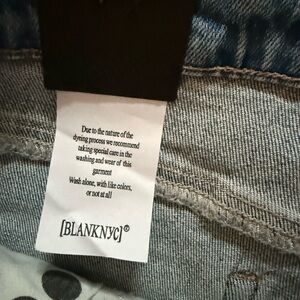 Due to the nature of the
dyeing process we recommend
taking special care in the
washing and wear of this
garment
Wash alone, with like colors,
or not at all
[BLANKNYC]®